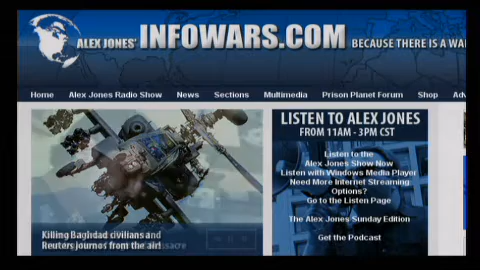 ALEX JONES' INFOWARS.COM BECAUSE THERE IS A WA
Home Alex Jones Radio Show News Sections Multimedia Prison Planet Forum Shop Adv
LISTEN TO ALEX JONES
FROM 11AM - 3PM CST
Listen to the
Alex Jones Show Now
Listen with Windows Media Player
Need More Internet Streaming
Options?
Go to the Listen Page
The Alex Jones Sunday Edition
Get the Podcast
Killing Baghdad civilians and
Reuters journos from the air!